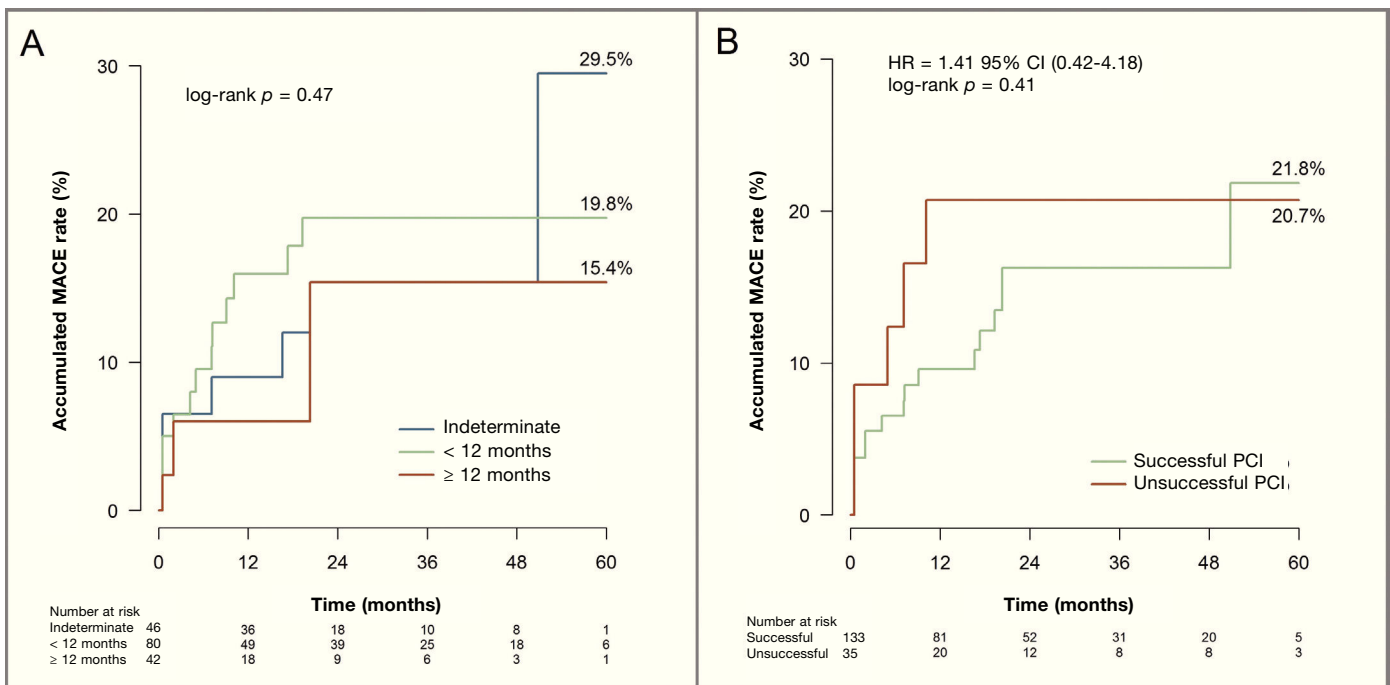 A
log-rank p = 0.47
29.5%
19.8%
15.4%
Accumulated MACE rate (%)
30
20
10
0
Indeterminate
< 12 months
≥ 12 months
0 12 24 36 48 60
Time (months)
Number at risk
Indeterminate 46 36 18 10 8 1
< 12 months 80 49 39 25 18 6
≥ 12 months 42 18 9 6 3 1
B
HR = 1.41 95% CI (0.42-4.18)
log-rank p = 0.41
21.8%
20.7%
Accumulated MACE rate (%)
30
20
10
0
Successful PCI
Unsuccessful PCI
0 12 24 36 48 60
Time (months)
Number at risk
Successful 133 81 52 31 20 5
Unsuccessful 35 20 12 8 8 3